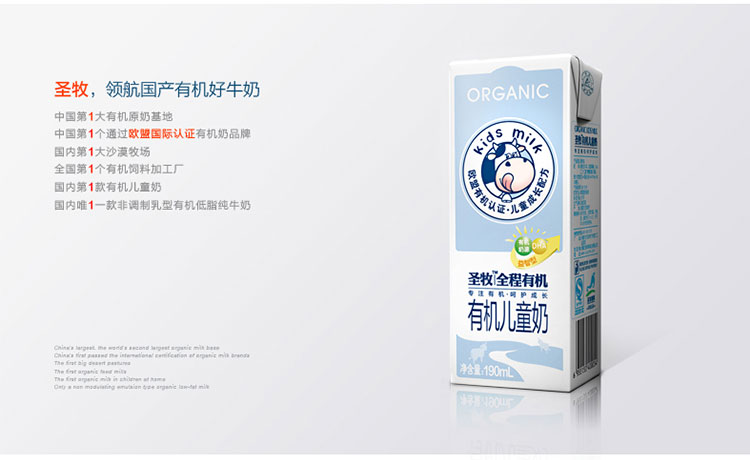 圣牧，领航国产有机好牛奶
中国第1大有机原奶基地
中国第1个通过欧盟国际认证有机奶品牌
国内第1大沙漠牧场
全国第1个有机饲料加工厂
国内第1款有机儿童奶
国内唯1一款非调制乳型有机低脂纯牛奶
China's largest, the world's second largest organic milk base
China's first passed the international certification of organic milk brands
The first big desert pastures
The first organic feed mills
The first organic milk in children at home
Only a non modulating emulsion type organic low-fat milk
ORGANIC
Kids milk
欧盟有机认证·儿童成长配方
DHA
益智型
圣牧™全程有机
专注有机·呵护成长
有机儿童奶
净含量:190mL